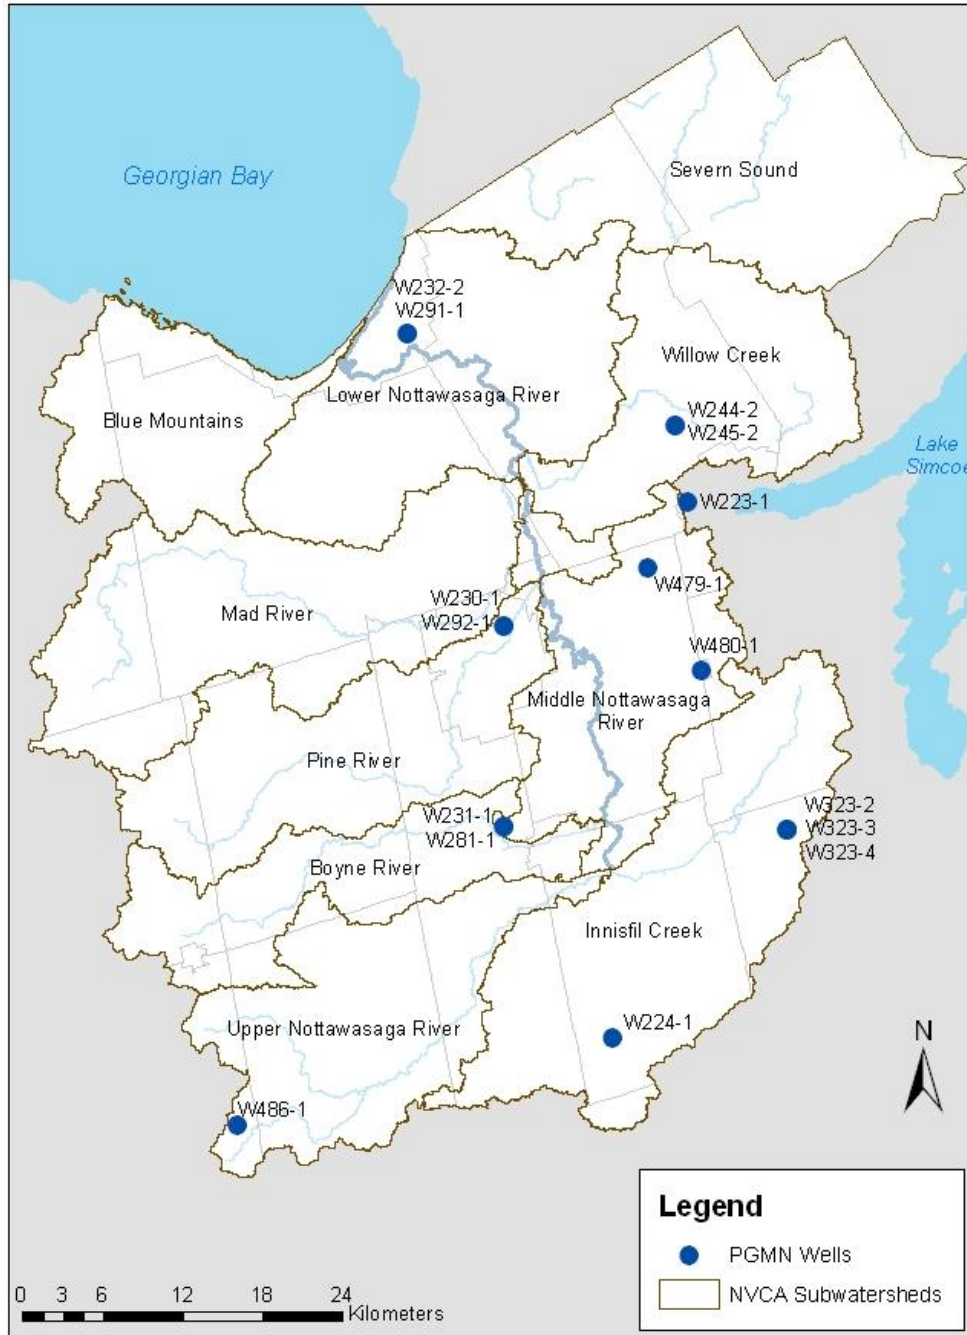 Georgian Bay
Severn Sound
W232-2
W291-1
Willow Creek
Lower Nottawasaga River
Blue Mountains
W244-2
W245-2
Lake
Simcoe
W223-1
W479-1
W230-1
W292-1
Mad River
W480-1
Middle Nottawasaga
River
Pine River
W231-1
W281-1
W323-2
W323-3
W323-4
Boyne River
Innisfil Creek
Upper Nottawasaga River
W224-1
N
W486-1
Legend
PGMN Wells
NVCA Subwatersheds
0 3 6 12 18 24
Kilometers